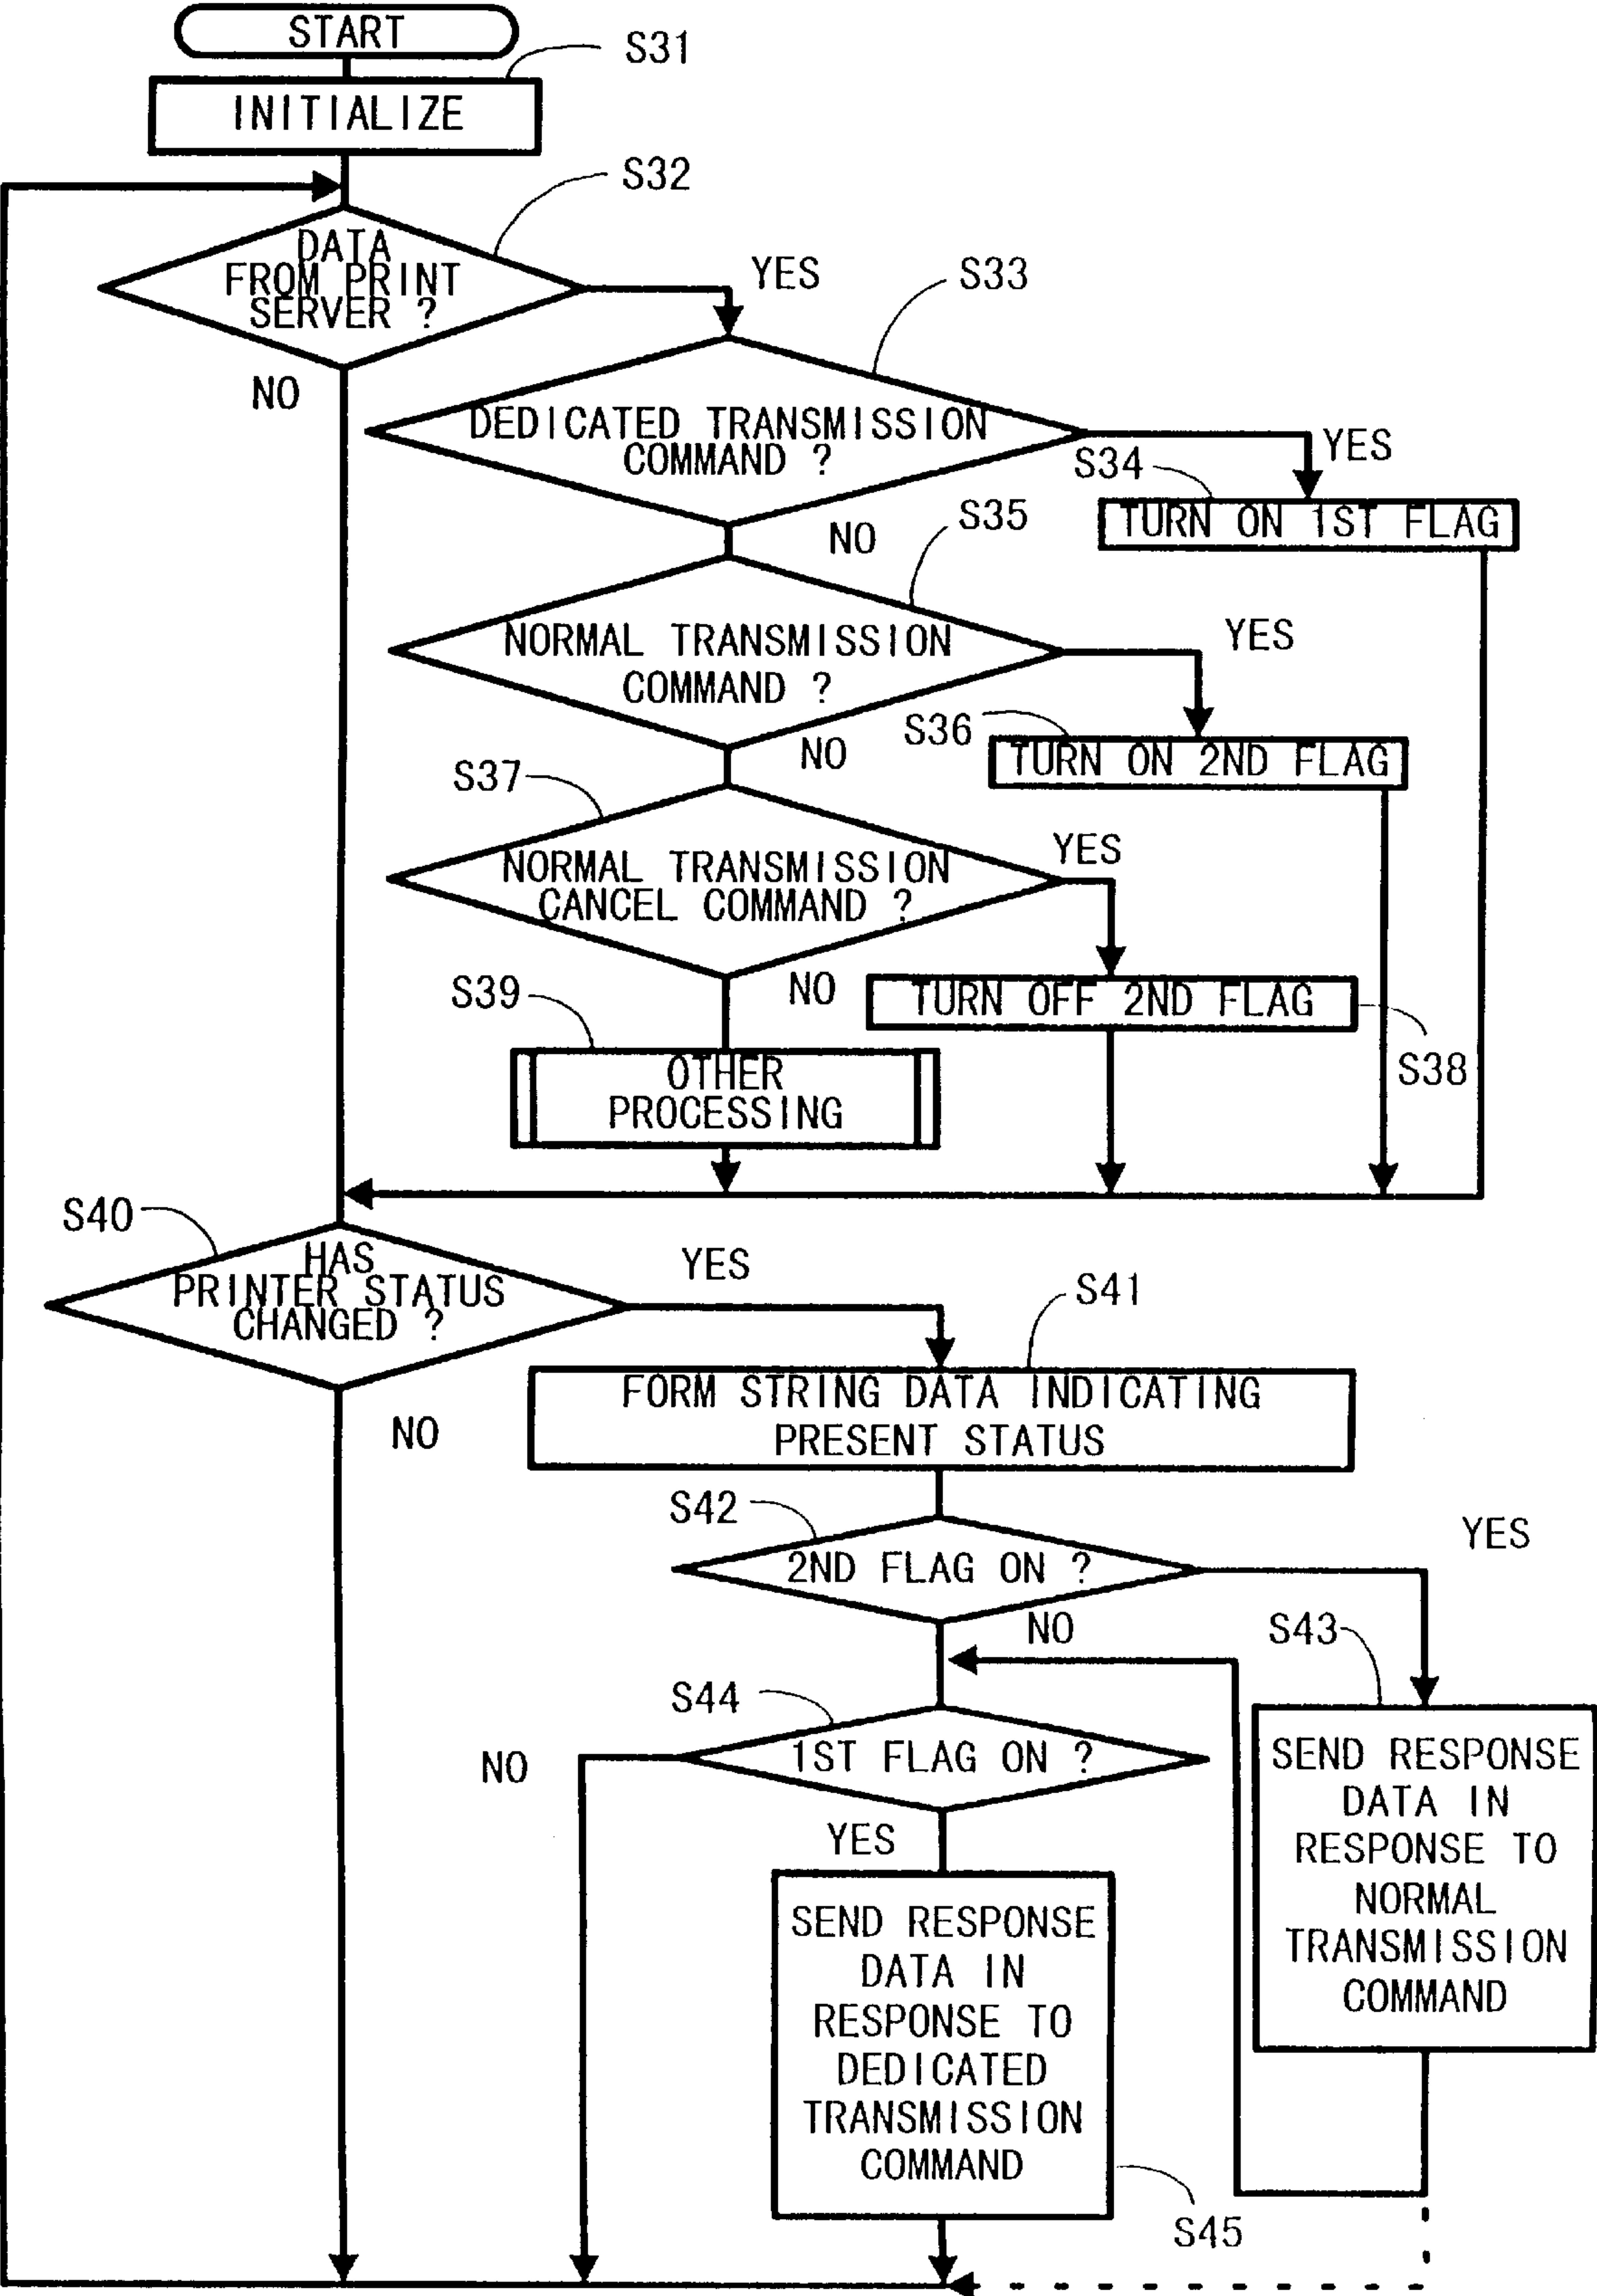 START
S31
INITIALIZE
S32
DATA
FROM PRINT
SERVER ?
YES
NO
S33
DEDICATED TRANSMISSION
COMMAND ?
YES
S34
TURN ON 1ST FLAG
NO
S35
NORMAL TRANSMISSION
COMMAND ?
YES
S36
TURN ON 2ND FLAG
NO
S37
NORMAL TRANSMISSION
CANCEL COMMAND ?
YES
NO
TURN OFF 2ND FLAG
S38
S39
OTHER
PROCESSING
S40
HAS
PRINTER STATUS
CHANGED ?
YES
NO
S41
FORM STRING DATA INDICATING
PRESENT STATUS
S42
2ND FLAG ON ?
YES
NO
S43
SEND RESPONSE
DATA IN
RESPONSE TO
NORMAL
TRANSMISSION
COMMAND
S44
1ST FLAG ON ?
NO
YES
SEND RESPONSE
DATA IN
RESPONSE TO
DEDICATED
TRANSMISSION
COMMAND
S45